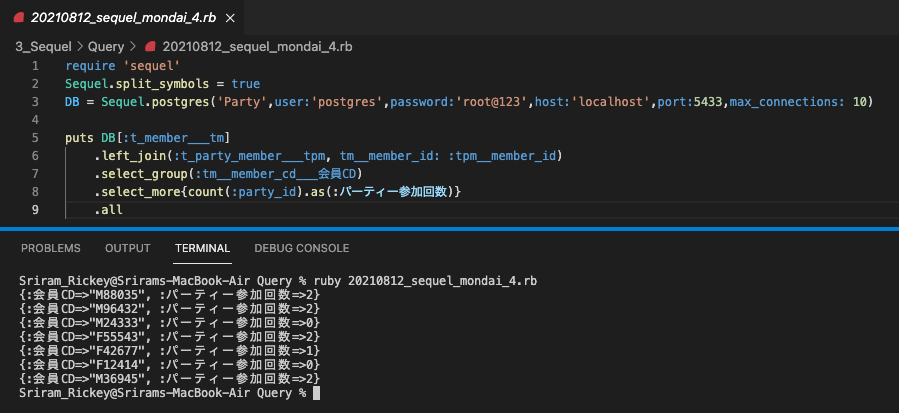 20210812_sequel_mondai_4.rb ×
3_Sequel > Query > 20210812_sequel_mondai_4.rb
1 require 'sequel'
2 Sequel.split_symbols = true
3 DB = Sequel.postgres('Party',user:'postgres',password:'root@123',host:'localhost',port:5433,max_connections: 10)
4
5 puts DB[:t_member___tm]
6 .left_join(:t_party_member___tpm, tm__member_id: :tpm__member_id)
7 .select_group(:tm__member_cd___会員CD)
8 .select_more{count(:party_id).as(:パーティー参加回数)}
9 .all
PROBLEMS OUTPUT TERMINAL DEBUG CONSOLE
Sriram_Rickey@Srirams-MacBook-Air Query % ruby 20210812_sequel_mondai_4.rb
{:会員CD=>"M88035", :パーティー参加回数=>2}
{:会員CD=>"M96432", :パーティー参加回数=>2}
{:会員CD=>"M24333", :パーティー参加回数=>0}
{:会員CD=>"F55543", :パーティー参加回数=>2}
{:会員CD=>"F42677", :パーティー参加回数=>1}
{:会員CD=>"F12414", :パーティー参加回数=>0}
{:会員CD=>"M36945", :パーティー参加回数=>2}
Sriram_Rickey@Srirams-MacBook-Air Query %